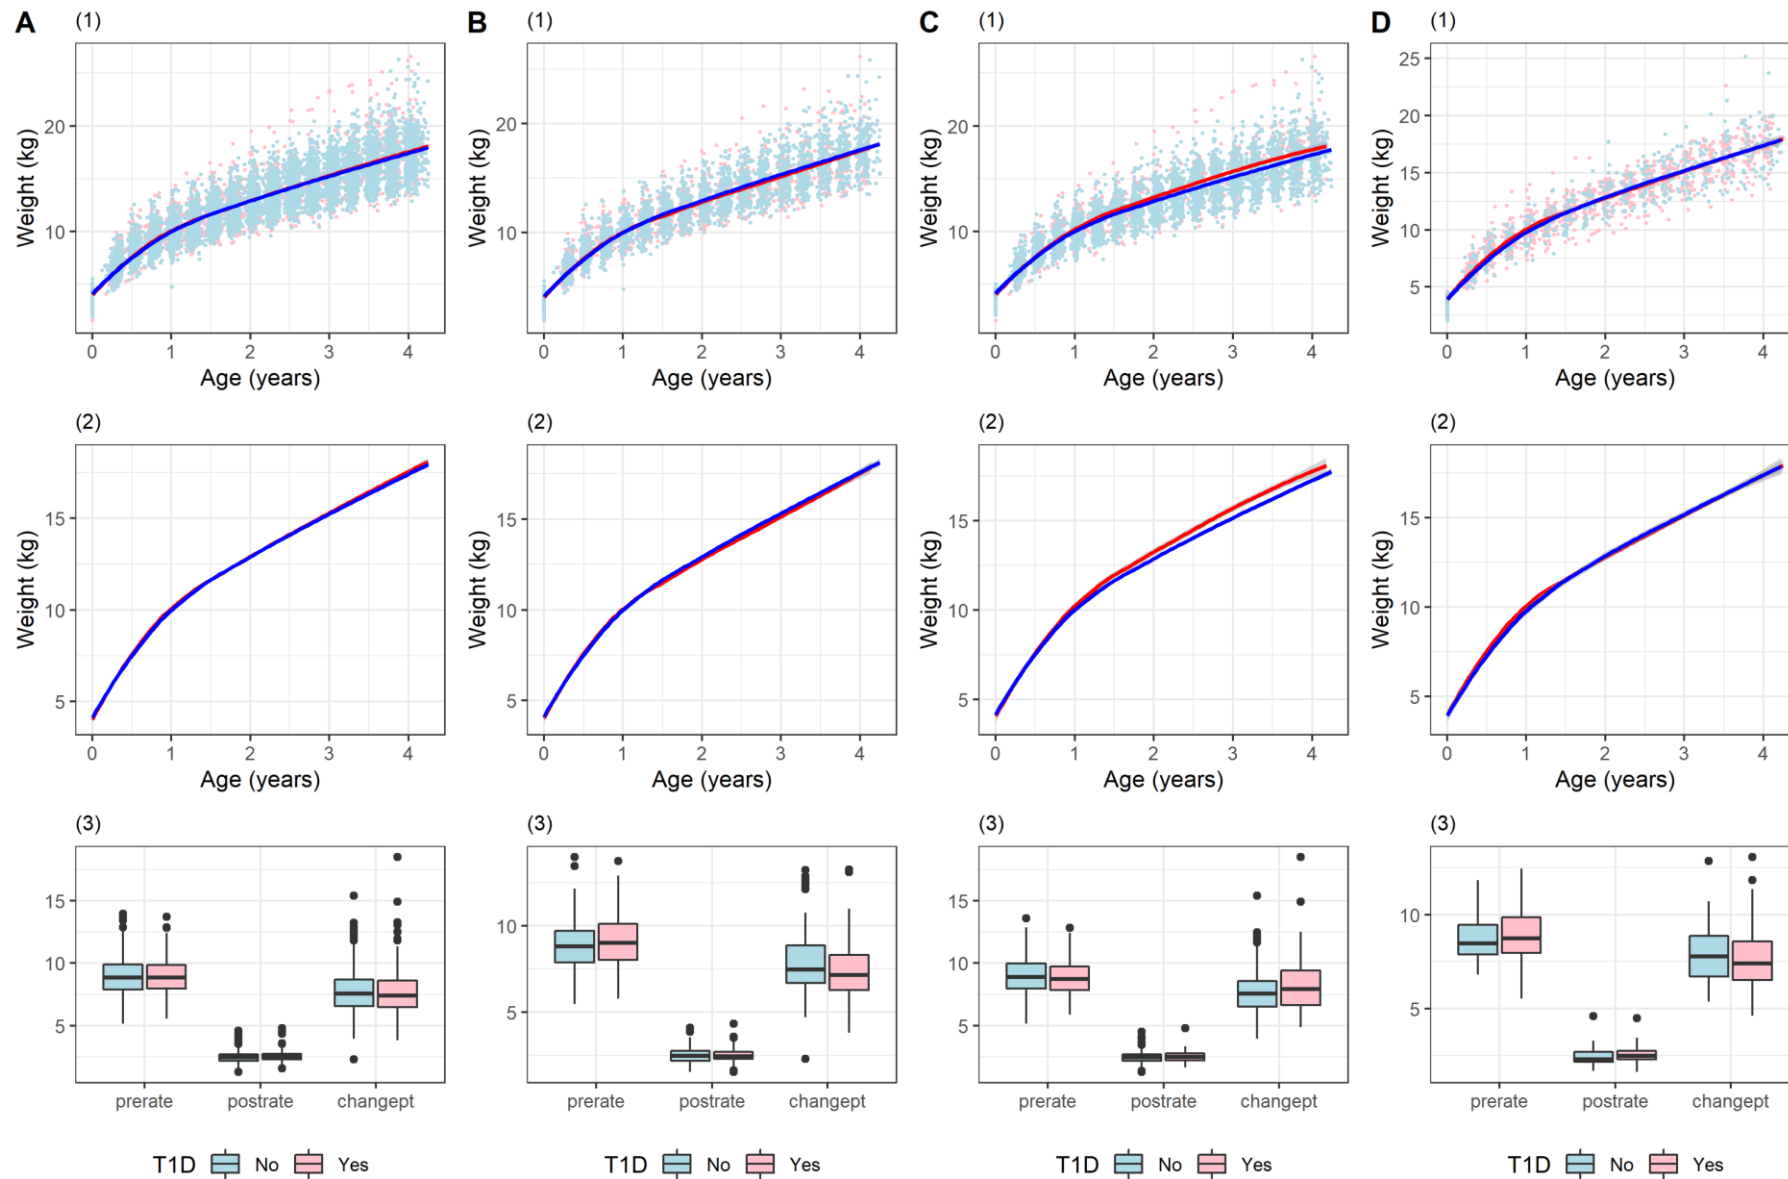 A (1) B (1) C (1) D (1)
Weight (kg) 20 10
0 1 2 3 4
Age (years)
Weight (kg) 20 10
0 1 2 3 4
Age (years)
Weight (kg) 20 10
0 1 2 3 4
Age (years)
Weight (kg) 25 20 15 10 5
0 1 2 3 4
Age (years)
(2) (2) (2) (2)
Weight (kg) 15 10 5
0 1 2 3 4
Age (years)
Weight (kg) 15 10 5
0 1 2 3 4
Age (years)
Weight (kg) 15 10 5
0 1 2 3 4
Age (years)
Weight (kg) 15 10 5
0 1 2 3 4
Age (years)
(3) (3) (3) (3)
15 10 5
prerate postrate changept
T1D No Yes
10 5
prerate postrate changept
T1D No Yes
15 10 5
prerate postrate changept
T1D No Yes
10 5
prerate postrate changept
T1D No Yes